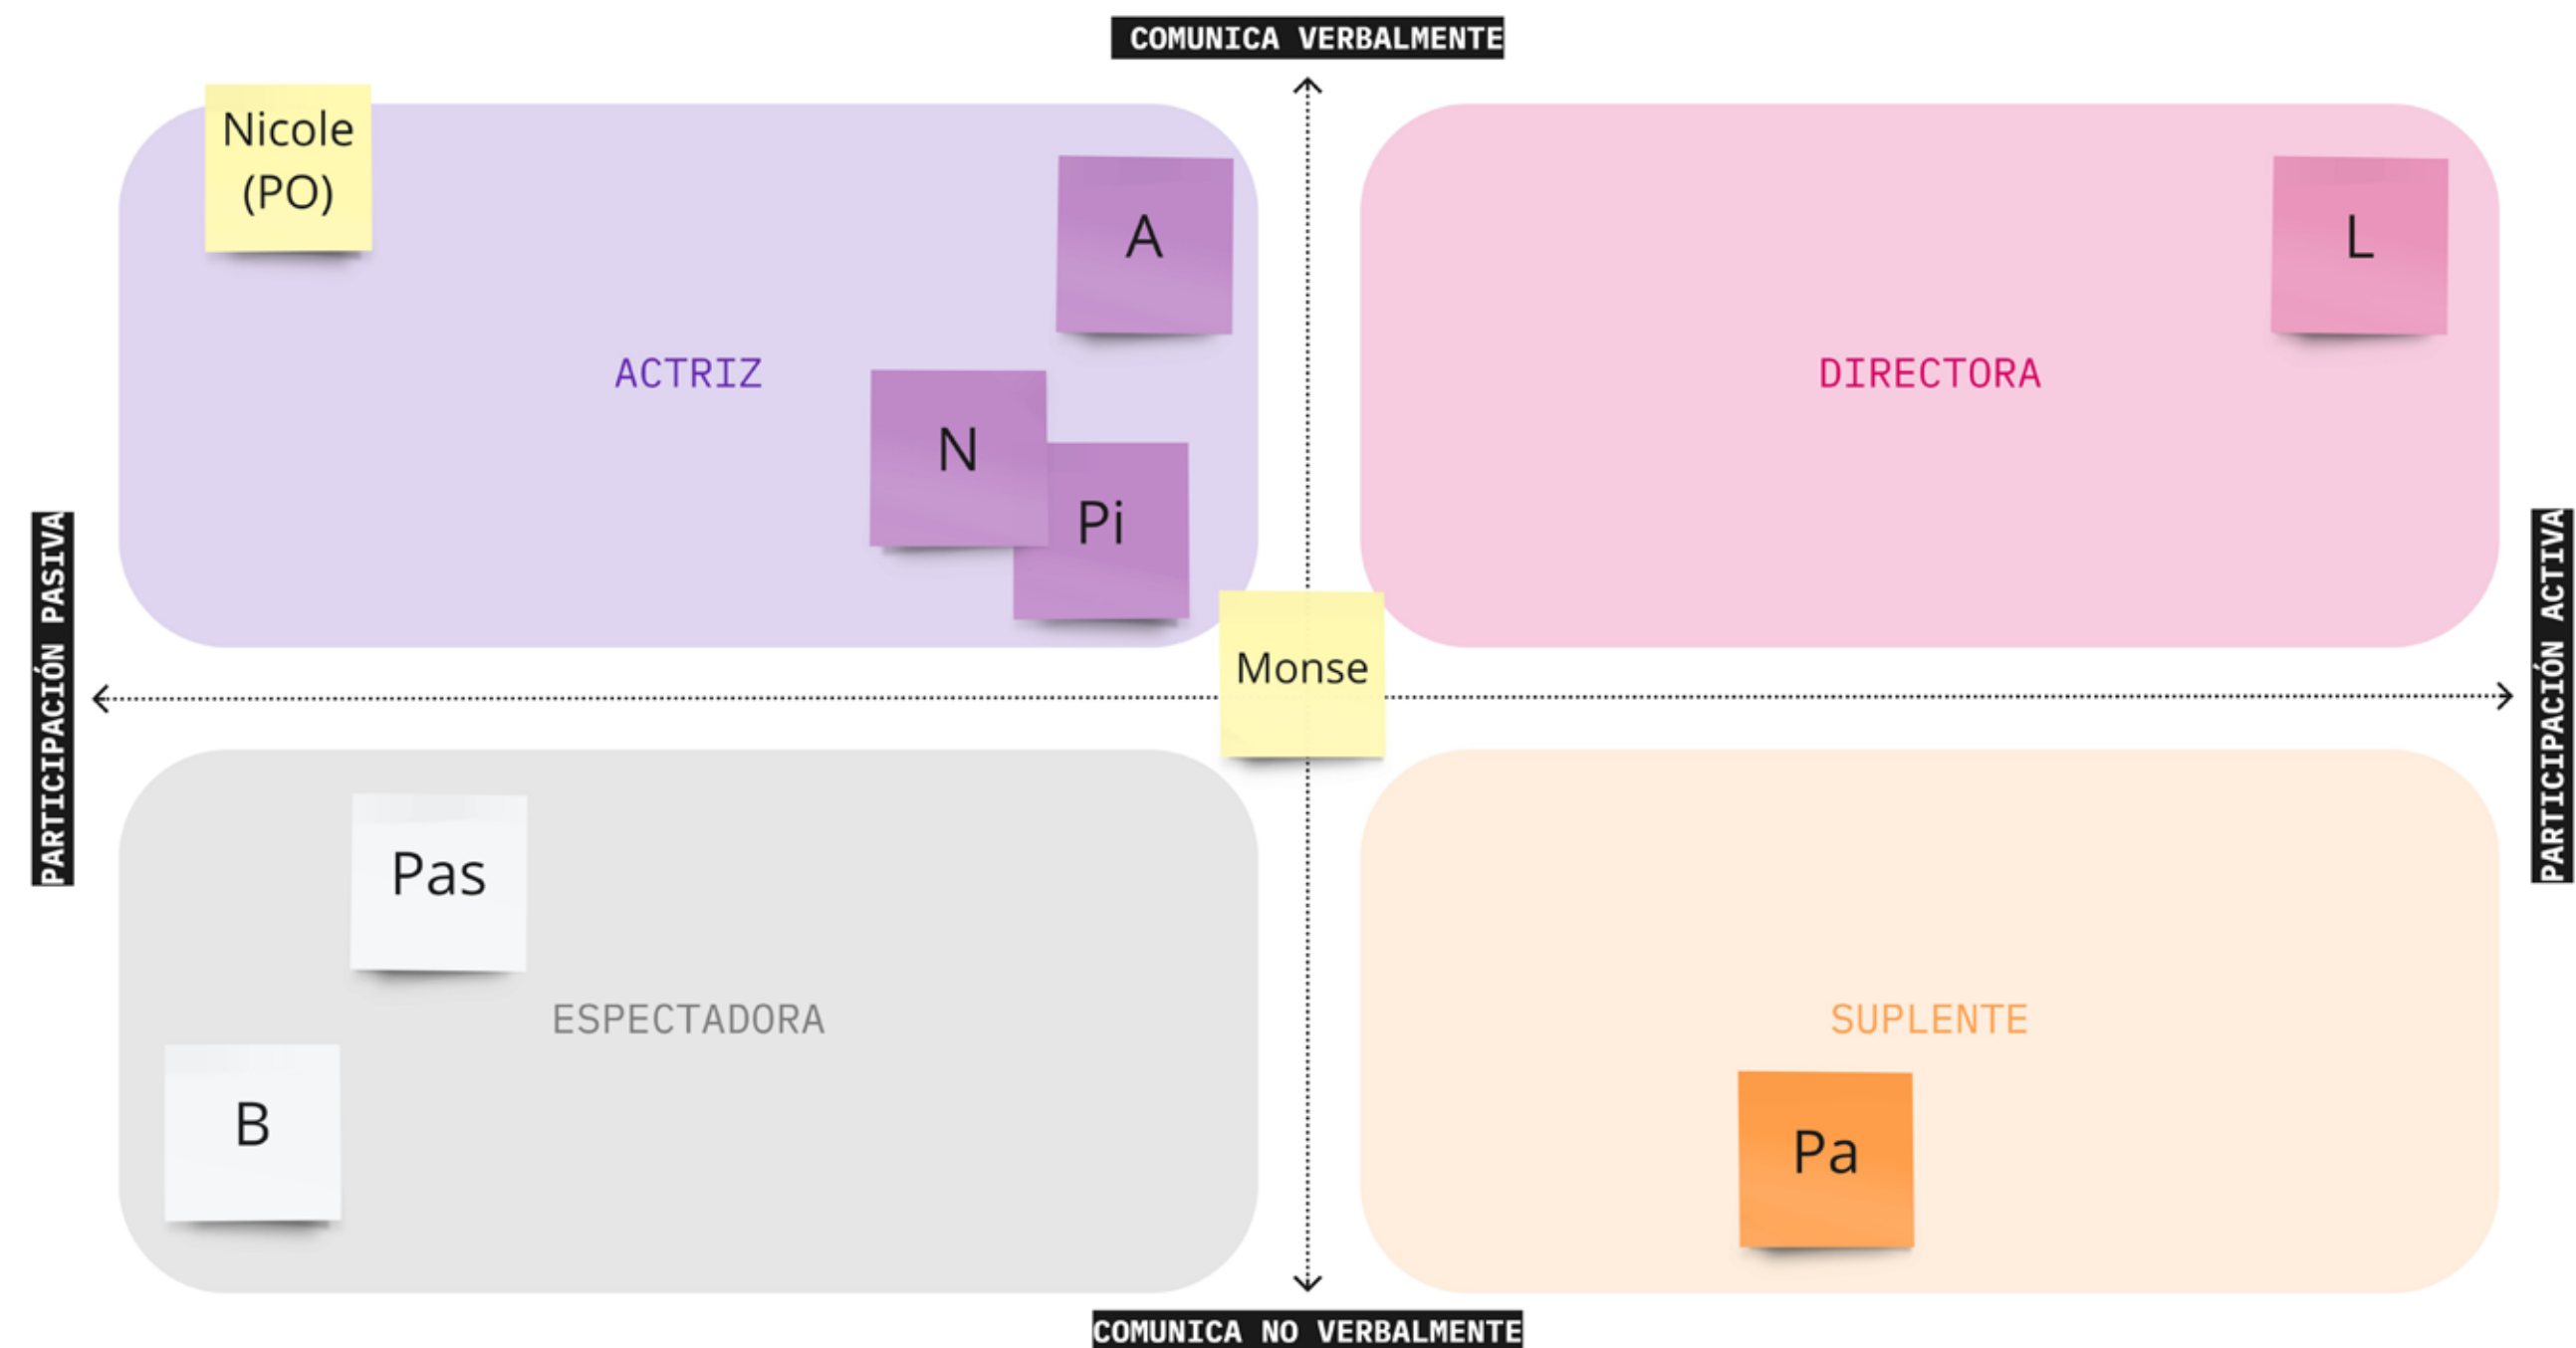 COMUNICA VERBALMENTE
Nicole
(PO)
A
L
ACTRIZ
DIRECTORA
N
Pi
PARTICIPACIÓN PASIVA
PARTICIPACIÓN ACTIVA
Monse
Pas
ESPECTADORA
SUPLENTE
B
Pa
COMUNICA NO VERBALMENTE